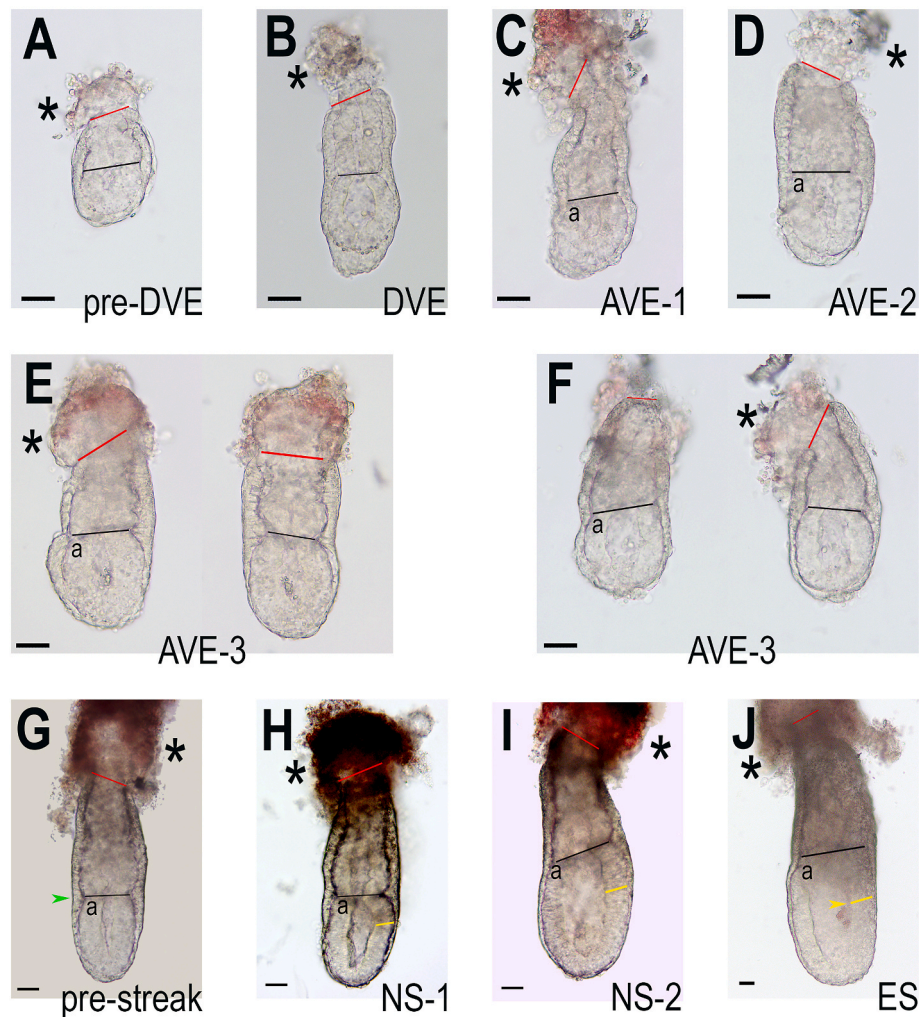 A
B
C
D
*
*
*
*
a
a
pre-DVE
DVE
AVE-1
AVE-2
E
F
*
*
a
a
AVE-3
AVE-3
G
H
I
J
*
*
*
*
a
a
a
a
pre-streak
NS-1
NS-2
ES